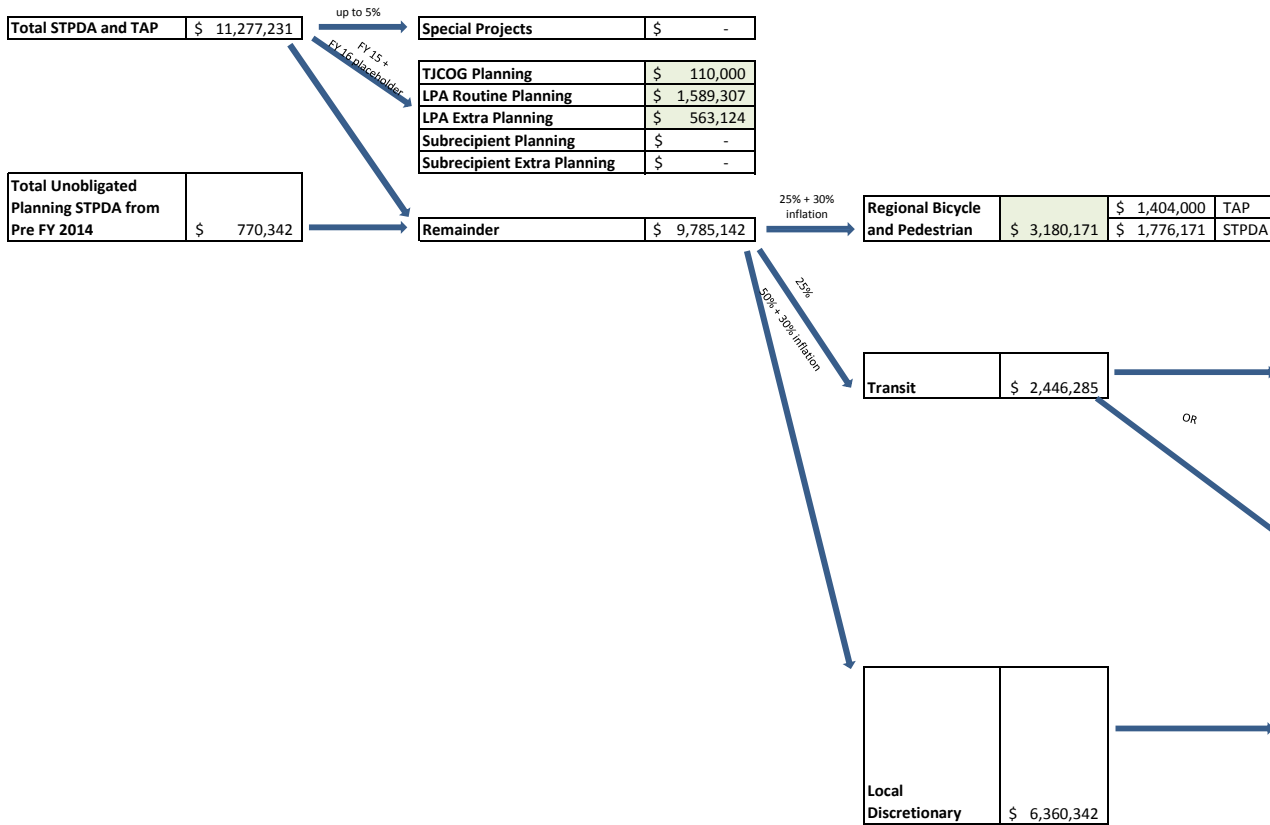 up to 5%
Total STPDA and TAP $ 11,277,231
Special Projects $ -
FY 15 +
FY 16 placeholder
TJCOG Planning $ 110,000
LPA Routine Planning $ 1,589,307
LPA Extra Planning $ 563,124
Subrecipient Planning $ -
Subrecipient Extra Planning $ -
Total Unobligated
Planning STPDA from
Pre FY 2014 $ 770,342
Remainder $ 9,785,142
25% + 30%
inflation
Regional Bicycle $ 1,404,000 TAP
and Pedestrian $ 3,180,171 $ 1,776,171 STPDA
25%
50% + 30% inflation
Transit $ 2,446,285
OR
Local
Discretionary $ 6,360,342